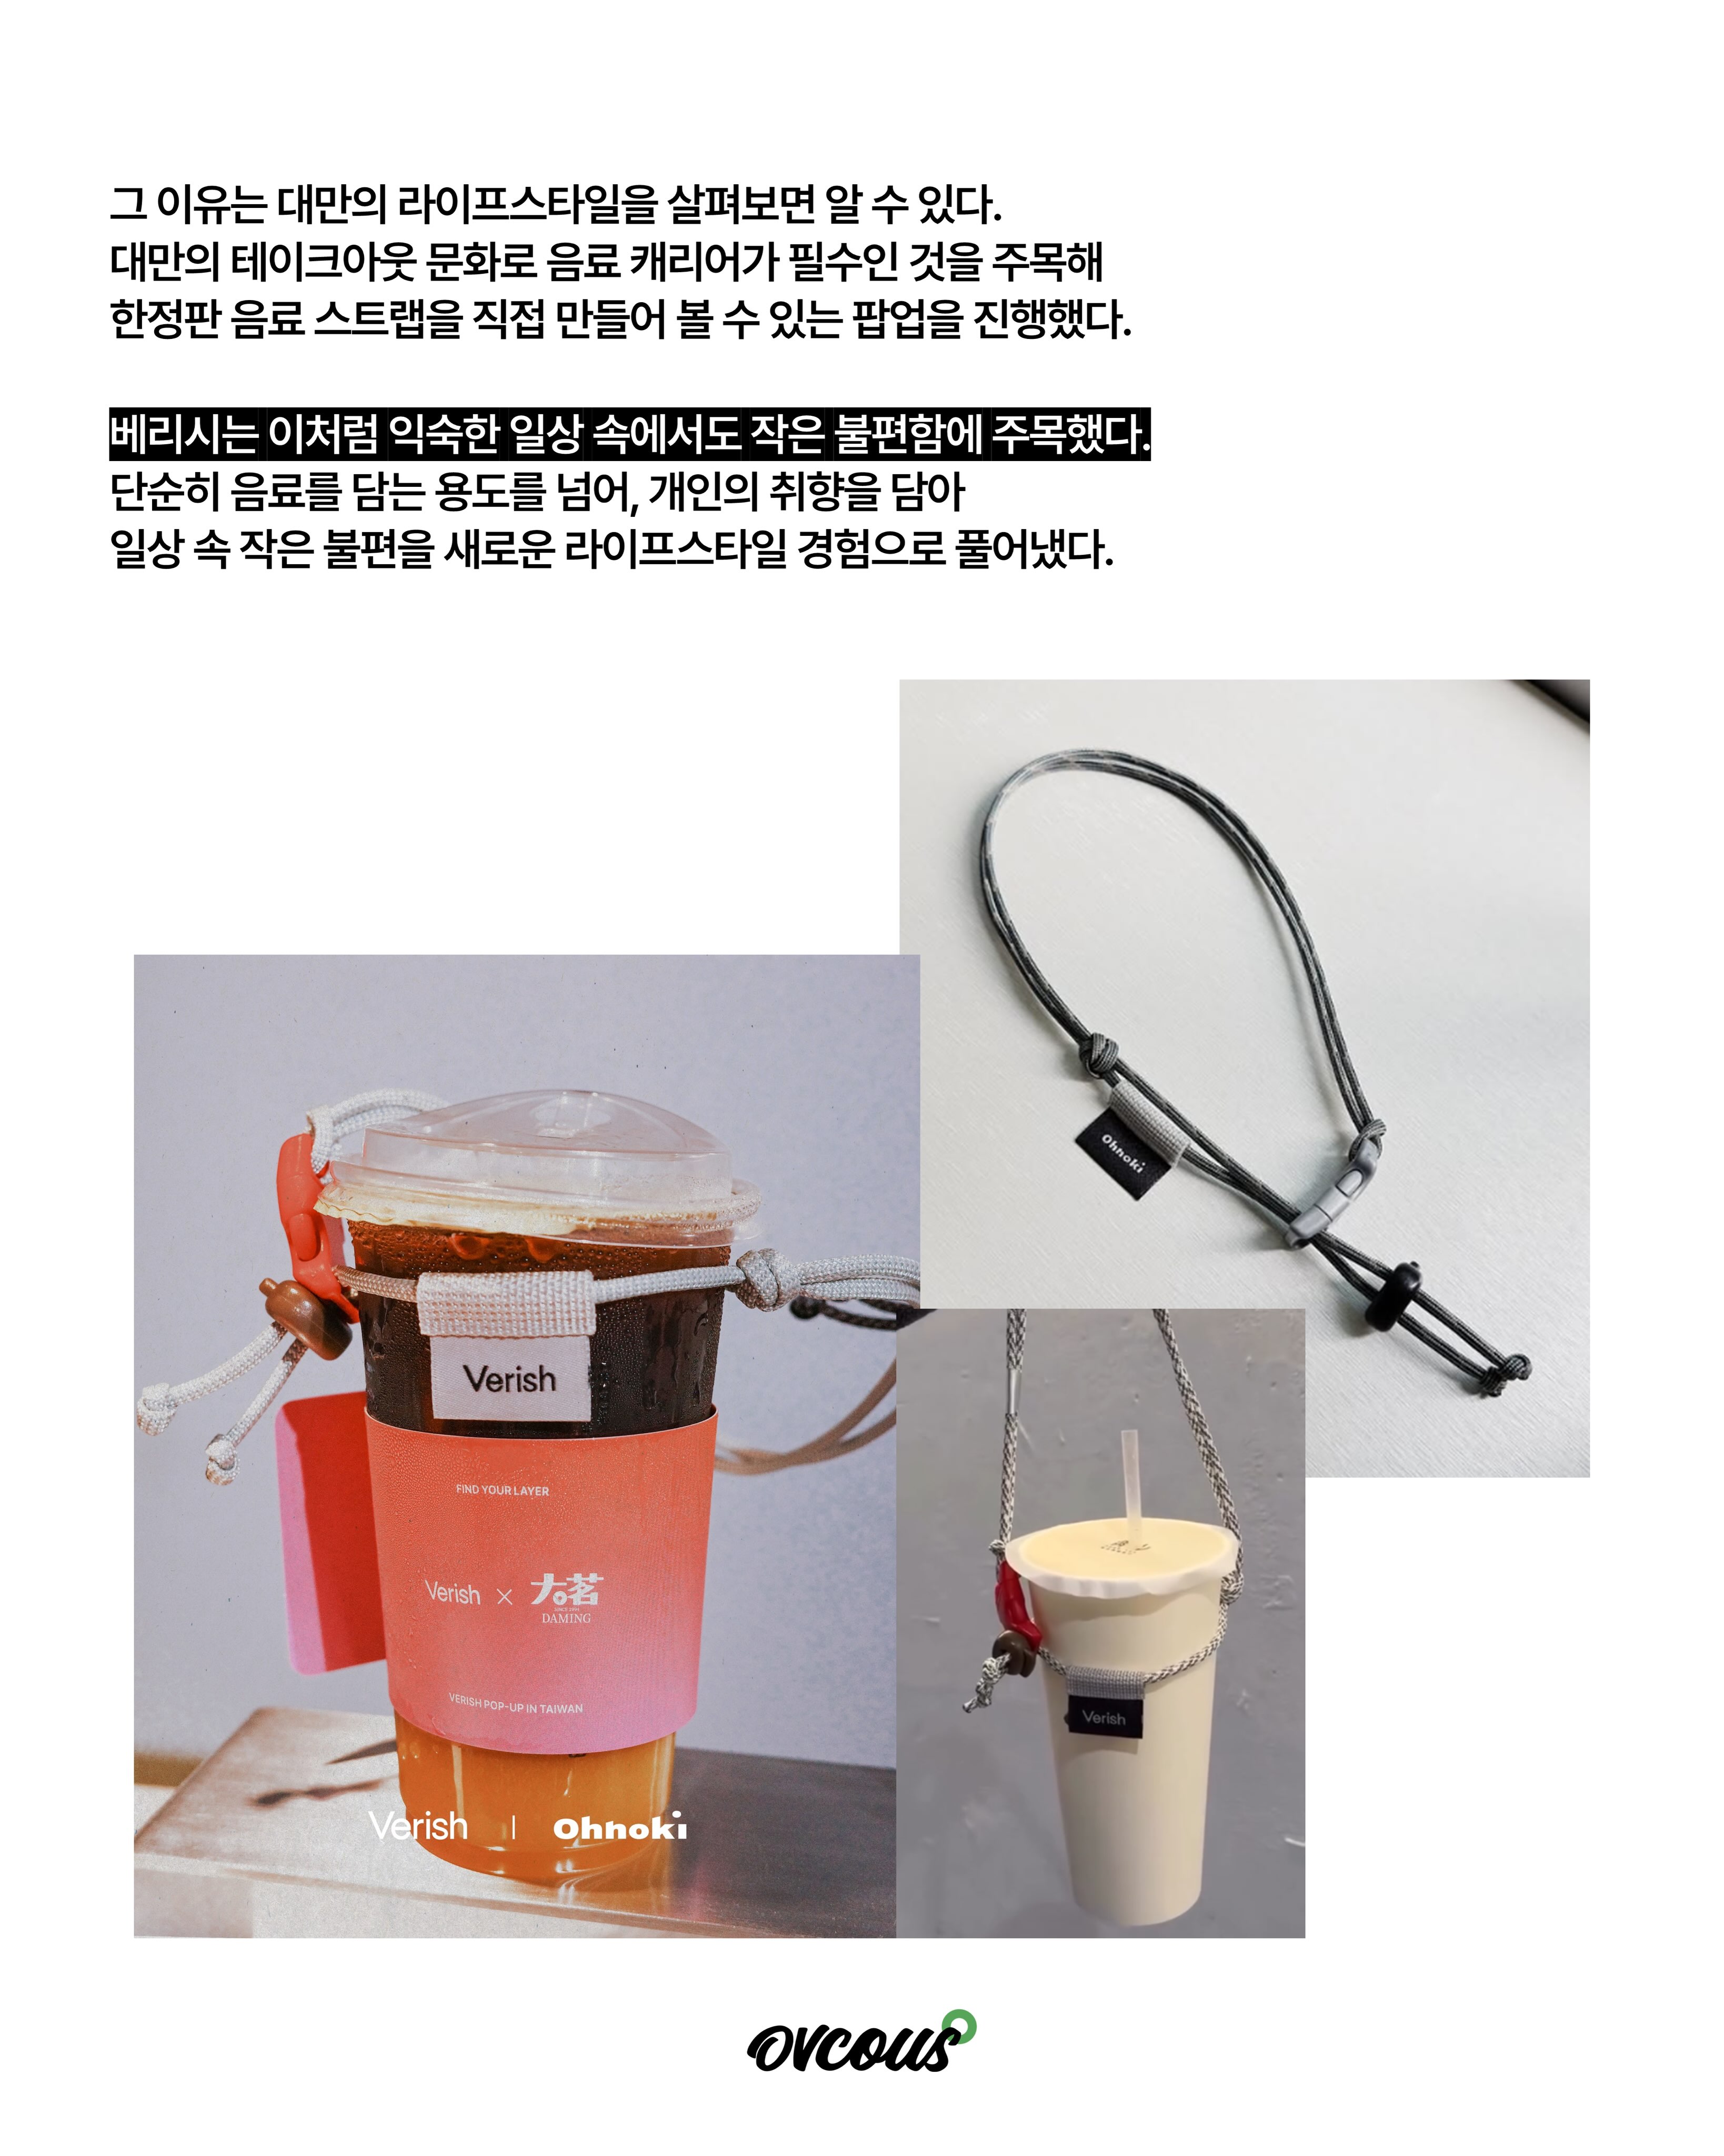 그 이유는 대만의 라이프스타일을 살펴보면 알 수 있다.
대만의 테이크아웃 문화로 음료 캐리어가 필수인 것을 주목해
한정판 음료 스트랩을 직접 만들어 볼 수 있는 팝업을 진행했다.
베리시는 이처럼 익숙한 일상 속에서도 작은 불편함에 주목했다.
단순히 음료를 담는 용도를 넘어, 개인의 취향을 담아
일상 속 작은 불편을 새로운 라이프스타일 경험으로 풀어냈다.
Ohnoki
Verish
FIND YOUR LAYER
Verish × 大茗
DAMING
VERISH POP-UP IN TAIWAN
Verish
Verish | Ohhoki
ovcous